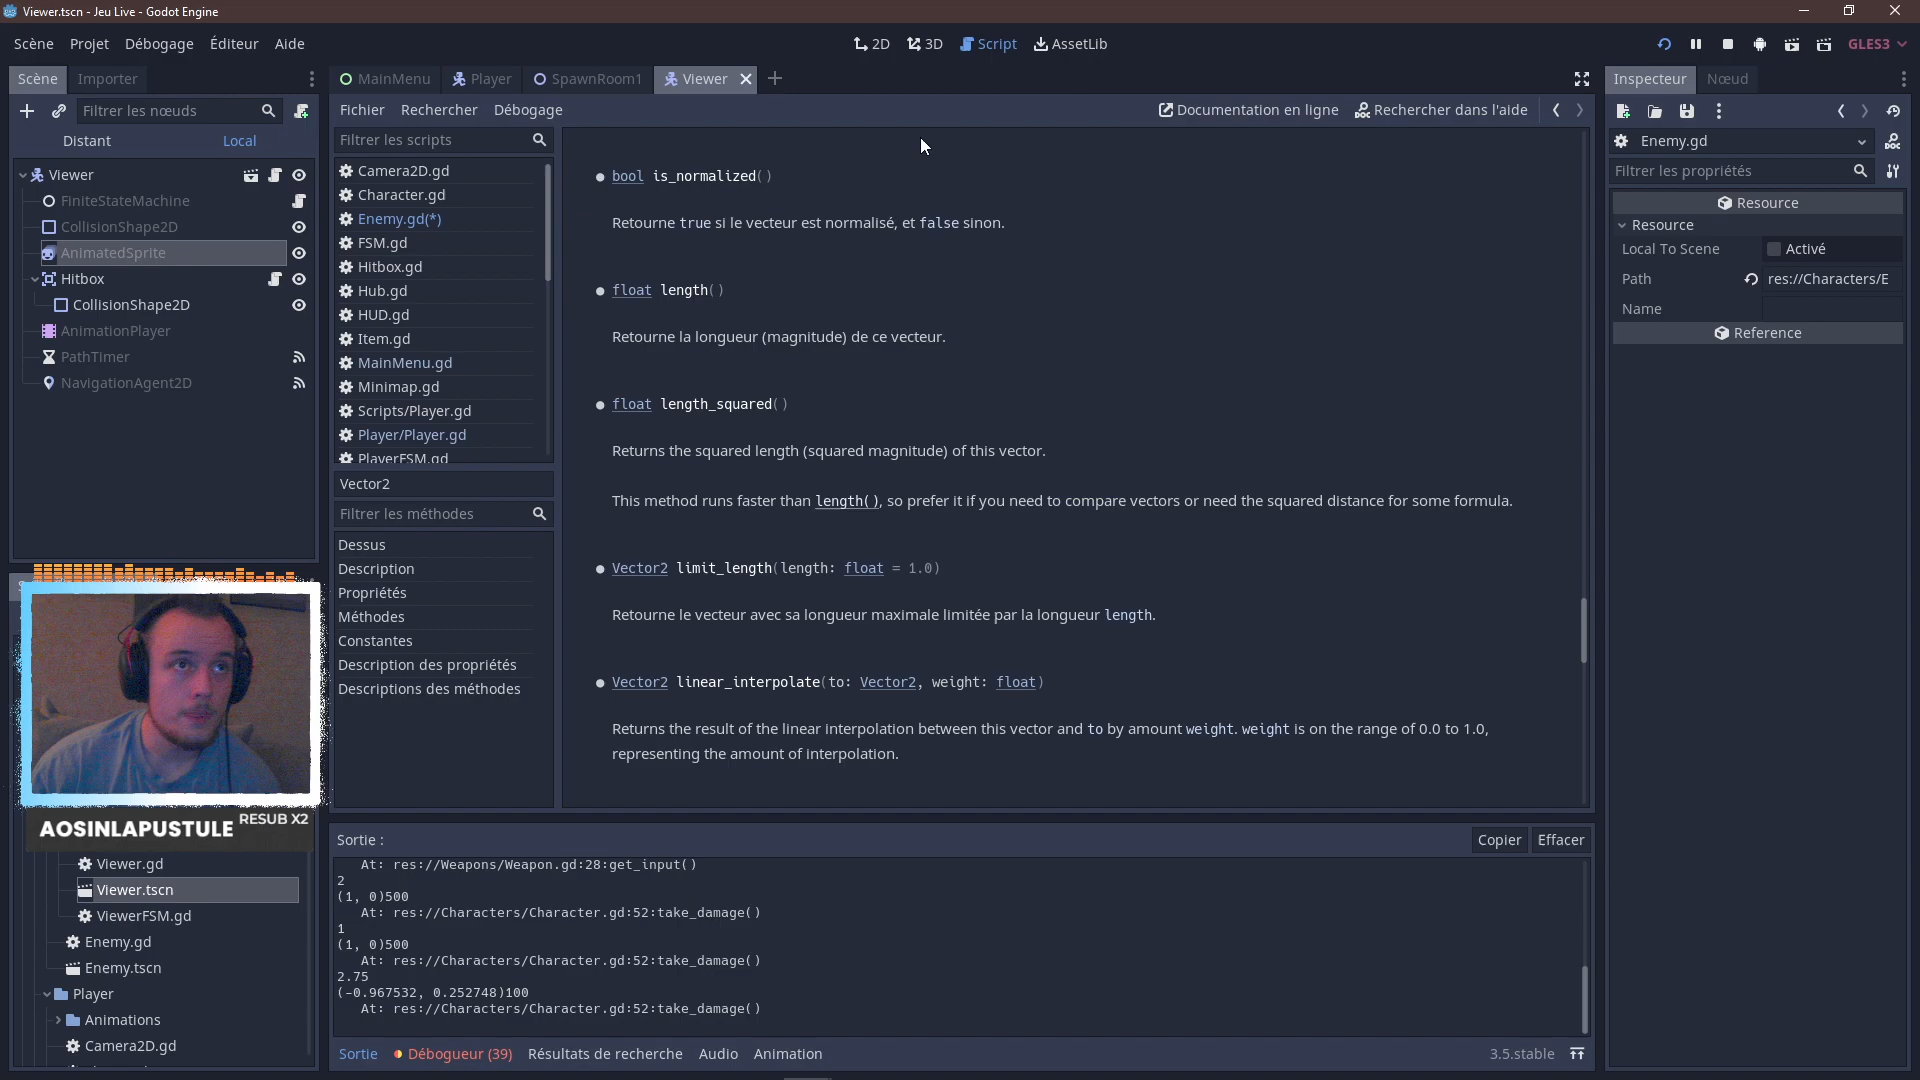 Viewer.tscn - Jeu Live - Godot Engine
Scène Projet Débogage Éditeur Aide
2D 3D Script AssetLib
GLES3
Scène Importer
Filtrer les nœuds
Distant Local
Viewer
FiniteStateMachine
CollisionShape2D
AnimatedSprite
Hitbox
CollisionShape2D
AnimationPlayer
PathTimer
NavigationAgent2D
AOSINLAPUSTULE RESUB X2
Viewer.gd
Viewer.tscn
ViewerFSM.gd
Enemy.gd
Enemy.tscn
Player
Animations
Camera2D.gd
MainMenu Player SpawnRoom1 Viewer
Fichier Rechercher Débogage
Documentation en ligne Rechercher dans l'aide
Filtrer les scripts
Camera2D.gd
Character.gd
Enemy.gd(*)
FSM.gd
Hitbox.gd
Hub.gd
HUD.gd
Item.gd
MainMenu.gd
Minimap.gd
Scripts/Player.gd
Player/Player.gd
PlayerFSM.gd
Vector2
Filtrer les méthodes
Dessus
Description
Propriétés
Méthodes
Constantes
Description des propriétés
Descriptions des méthodes
bool is_normalized()
Retourne true si le vecteur est normalisé, et false sinon.
float length()
Retourne la longueur (magnitude) de ce vecteur.
float length_squared()
Returns the squared length (squared magnitude) of this vector.
This method runs faster than length(), so prefer it if you need to compare vectors or need the squared distance for some formula.
Vector2 limit_length(length: float = 1.0)
Retourne le vecteur avec sa longueur maximale limitée par la longueur length.
Vector2 linear_interpolate(to: Vector2, weight: float)
Returns the result of the linear interpolation between this vector and to by amount weight. weight is on the range of 0.0 to 1.0,
representing the amount of interpolation.
Sortie :
Copier Effacer
At: res://Weapons/Weapon.gd:28:get_input()
2
(1, 0)500
At: res://Characters/Character.gd:52:take_damage()
1
(1, 0)500
At: res://Characters/Character.gd:52:take_damage()
2.75
(-0.967532, 0.252748)100
At: res://Characters/Character.gd:52:take_damage()
Sortie Débogueur (39) Résultats de recherche Audio Animation
3.5.stable
Inspecteur Nœud
Enemy.gd
Filtrer les propriétés
Resource
Resource
Local To Scene Activé
Path res://Characters/E
Name
Reference